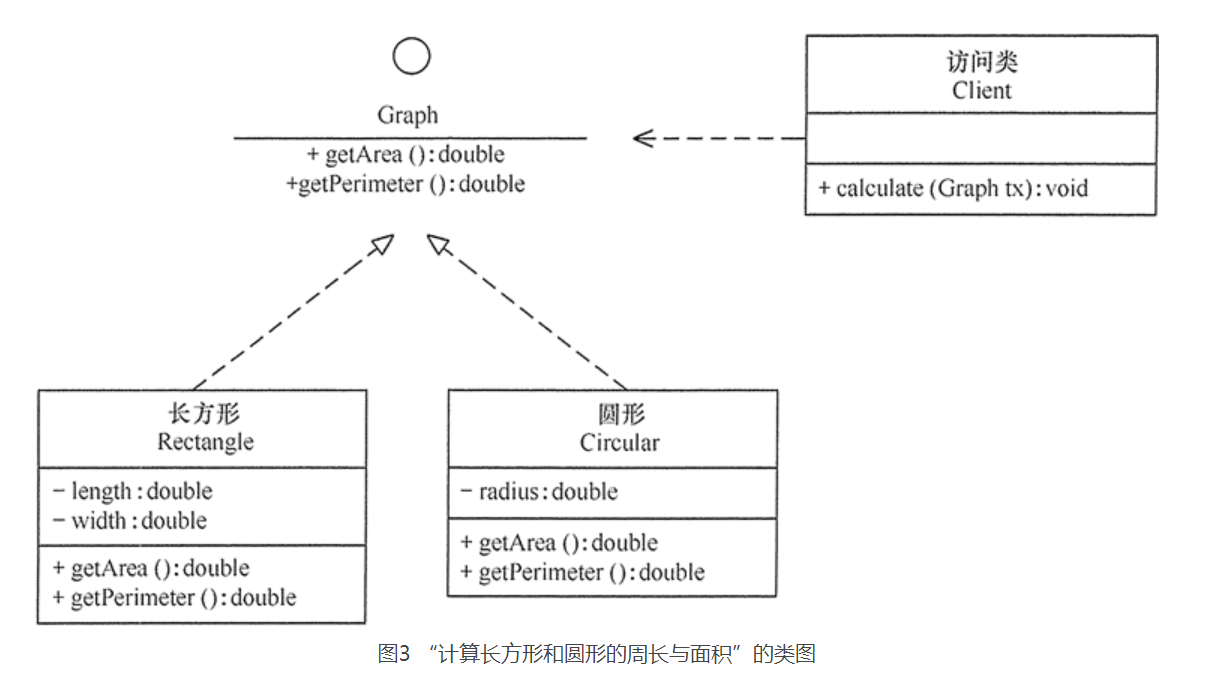 Graph
+ getArea ():double
+getPerimeter ():double
访问类
Client
+ calculate (Graph tx):void
长方形
Rectangle
- length:double
- width:double
+ getArea ():double
+ getPerimeter ():double
圆形
Circular
- radius:double
+ getArea ():double
+ getPerimeter ():double
图3 “计算长方形和圆形的周长与面积”的类图